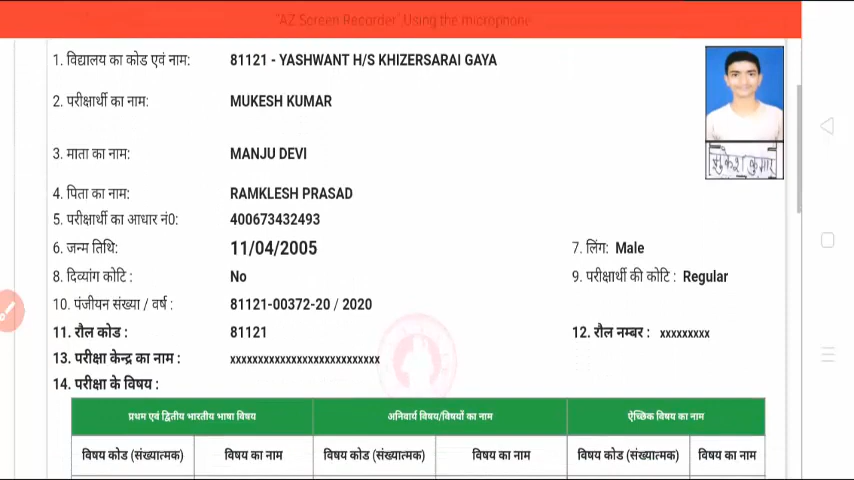 "AZ Screen Recorder" Using the microphone
1. विद्यालय का कोड एवं नाम: 81121 - YASHWANT H/S KHIZERSARAI GAYA
2. परीक्षार्थी का नाम: MUKESH KUMAR
3. माता का नाम: MANJU DEVI
4. पिता का नाम: RAMKLESH PRASAD
5. परीक्षार्थी का आधार नं0: 400673432493
6. जन्म तिथि: 11/04/2005 7. लिंग: Male
8. दिव्यांग कोटि : No 9. परीक्षार्थी की कोटि : Regular
10. पंजीयन संख्या / वर्ष : 81121-00372-20 / 2020
11. रौल कोड : 81121 12. रौल नम्बर : xxxxxxxxx
13. परीक्षा केन्द्र का नाम : xxxxxxxxxxxxxxxxxxxxxxxxxxx
14. परीक्षा के विषय :
प्रथम एवं द्वितीय भारतीय भाषा विषय अनिवार्य विषय/विषयों का नाम ऐच्छिक विषय का नाम
विषय कोड (संख्यात्मक) विषय का नाम विषय कोड (संख्यात्मक) विषय का नाम विषय कोड (संख्यात्मक) विषय का नाम
मुकेश कुमार